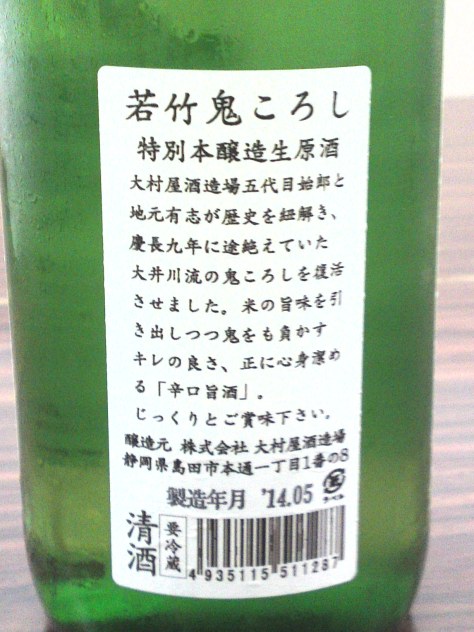 若竹鬼ころし
特別本醸造生原酒
大村屋酒造場五代目始郎と
地元有志が歴史を紐解き、
慶長九年に途絶えていた
大井川流の鬼ころしを復活
させました。米の旨味を引
き出しつつ鬼をも負かす
キレの良さ、正に心身潔め
る「辛口旨酒」。
じっくりとご賞味下さい。
醸造元 株式会社 大村屋酒造場
静岡県島田市本通一丁目1番の8
製造年月 '14.05
清酒
要冷蔵
4 935115 511287